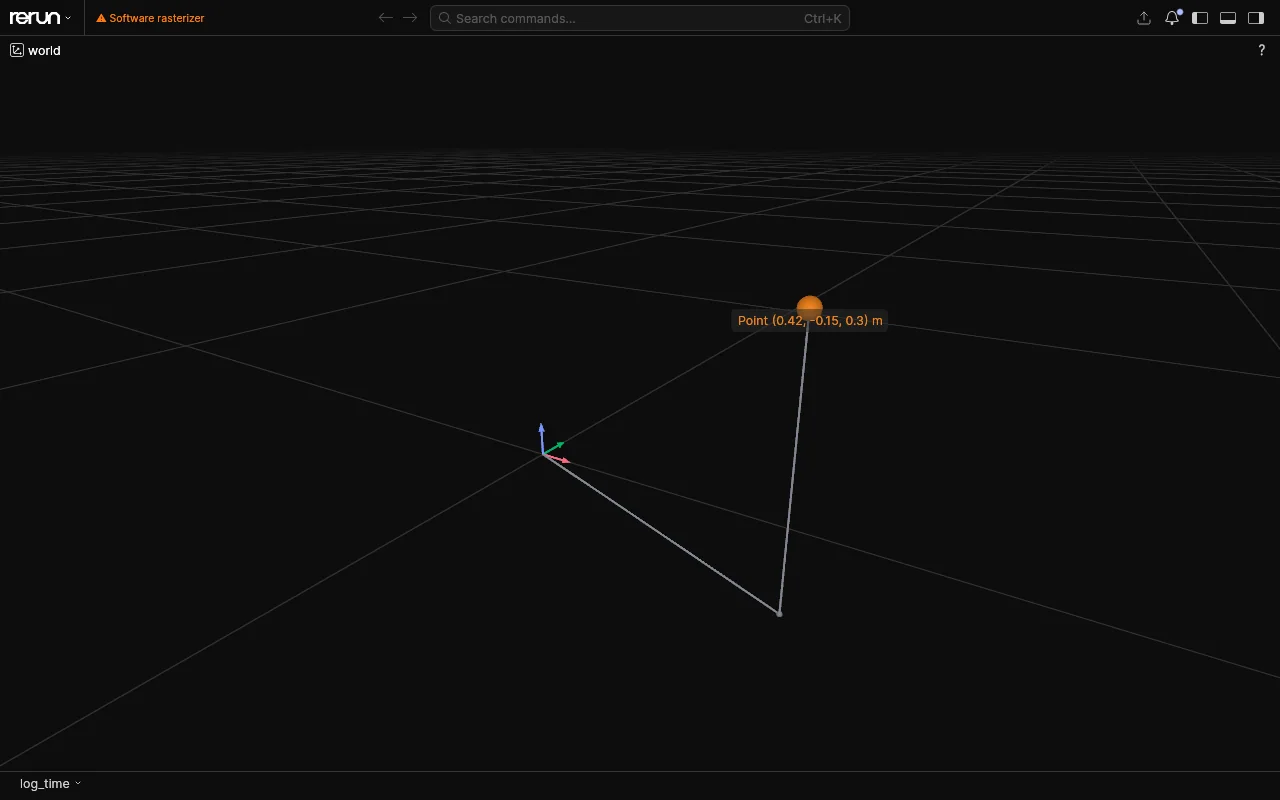 rerun
Software rasterizer
Search commands...
Ctrl+K
world
?
Point (0.42, -0.15, 0.3) m
log_time